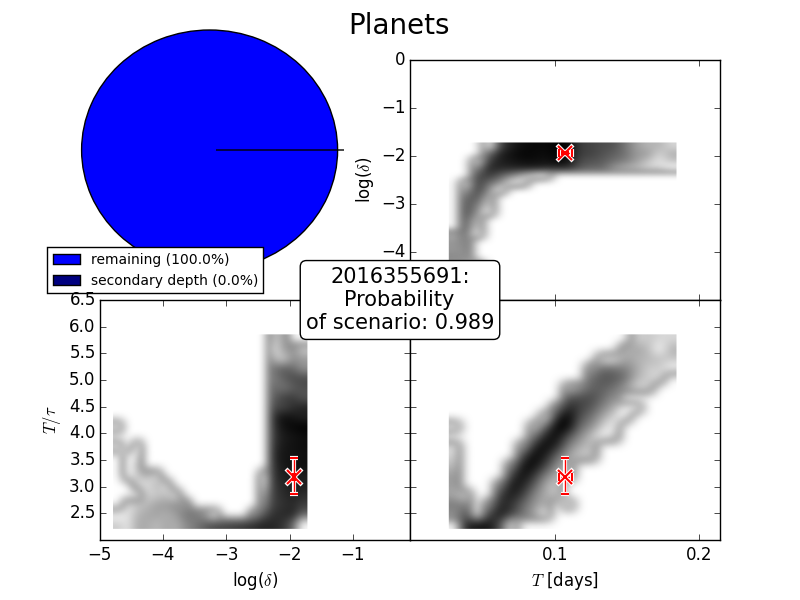 Planets
remaining (100.0%)
secondary depth (0.0%)
0
−1
−2
−3
−4
log(δ)
2016355691:
Probability
of scenario: 0.989
6.5
6.0
5.5
5.0
4.5
4.0
3.5
3.0
2.5
T/τ
−5 −4 −3 −2 −1
log(δ)
0.1 0.2
T [days]